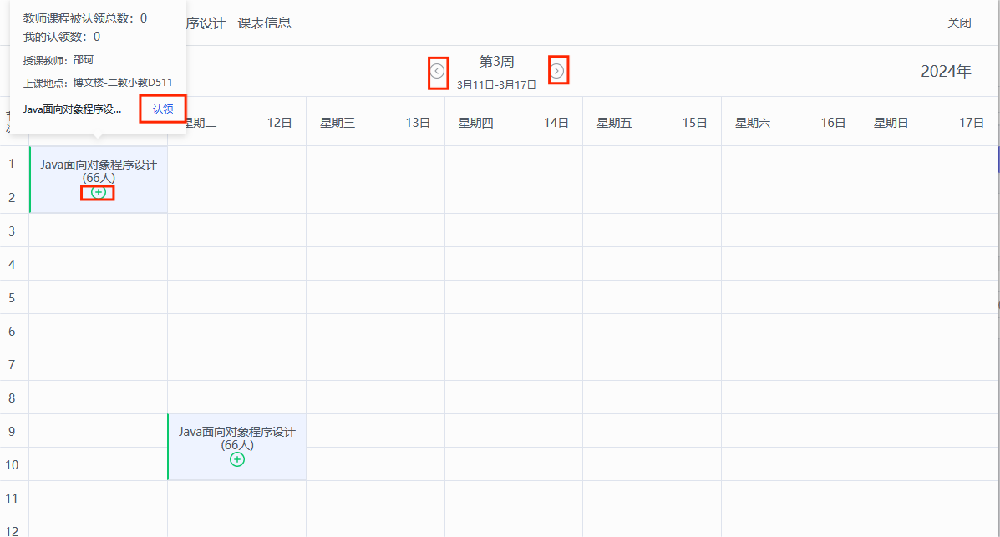 教师课程被认领总数：0
我的认领数：0
授课教师：邵珂
上课地点：博文楼-二教小教D511
Java面向对象程序设... 认领
序设计 课表信息
关闭
第3周
3月11日-3月17日
2024年
星期二 12日
星期三 13日
星期四 14日
星期五 15日
星期六 16日
星期日 17日
1
Java面向对象程序设计
(66人)
2
3
4
5
6
7
8
9
Java面向对象程序设计
(66人)
10
11
12